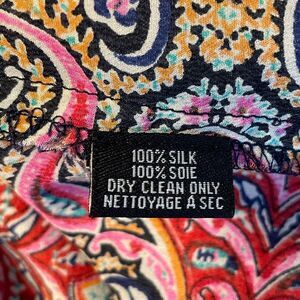 100% SILK
100% SOIE
DRY CLEAN ONLY
NETTOYAGE Á SEC